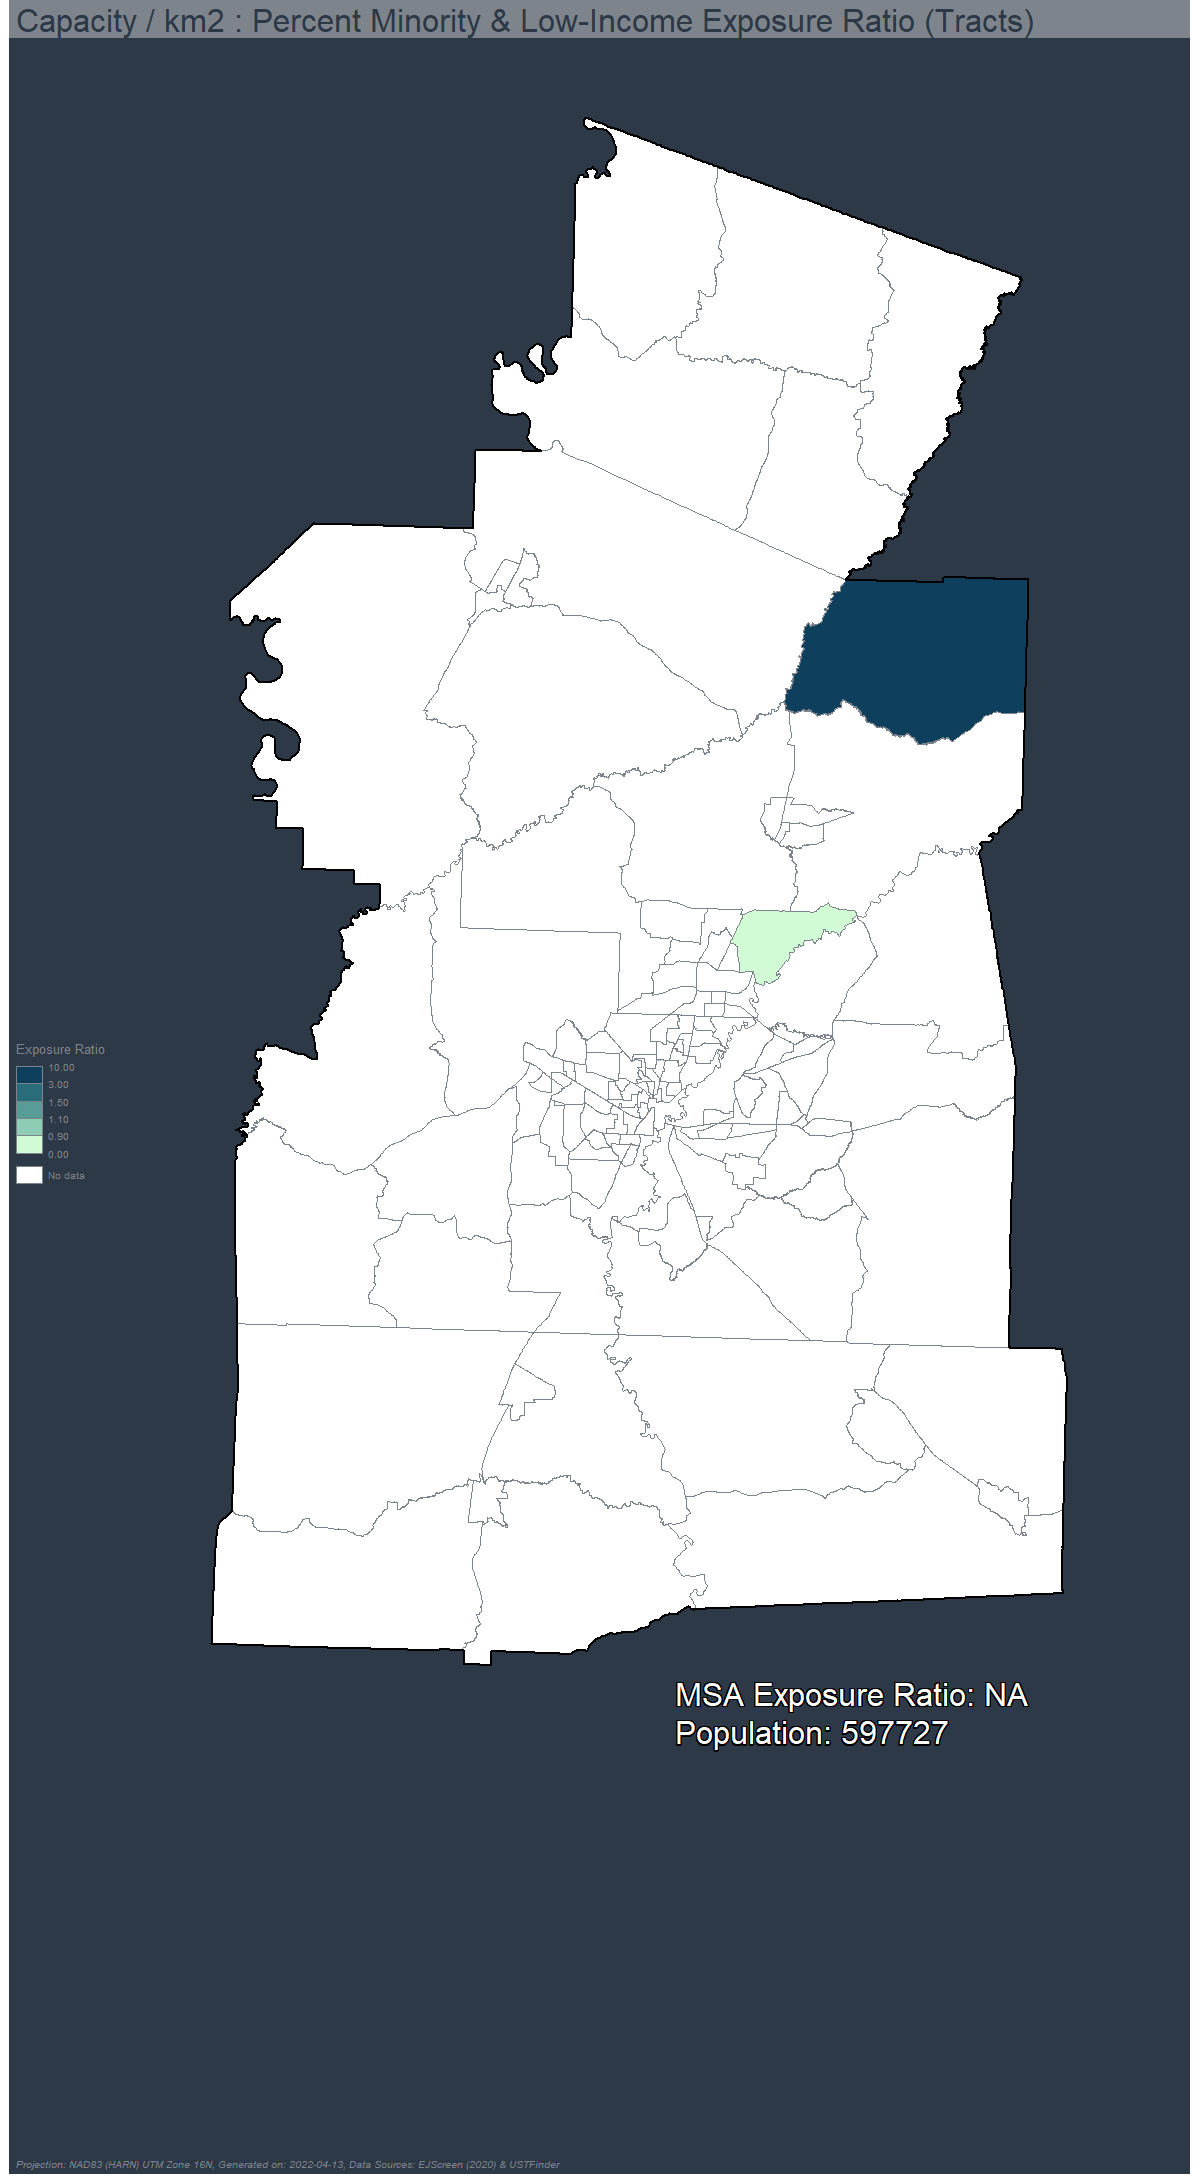 Capacity / km2 : Percent Minority & Low-Income Exposure Ratio (Tracts)
Exposure Ratio
10.00
3.00
1.50
1.10
0.90
0.00
No data
MSA Exposure Ratio: NA
Population: 597727
Projection: NAD83 (HARN) UTM Zone 16N, Generated on: 2022-04-13, Data Sources: EJScreen (2020) & USTFinder